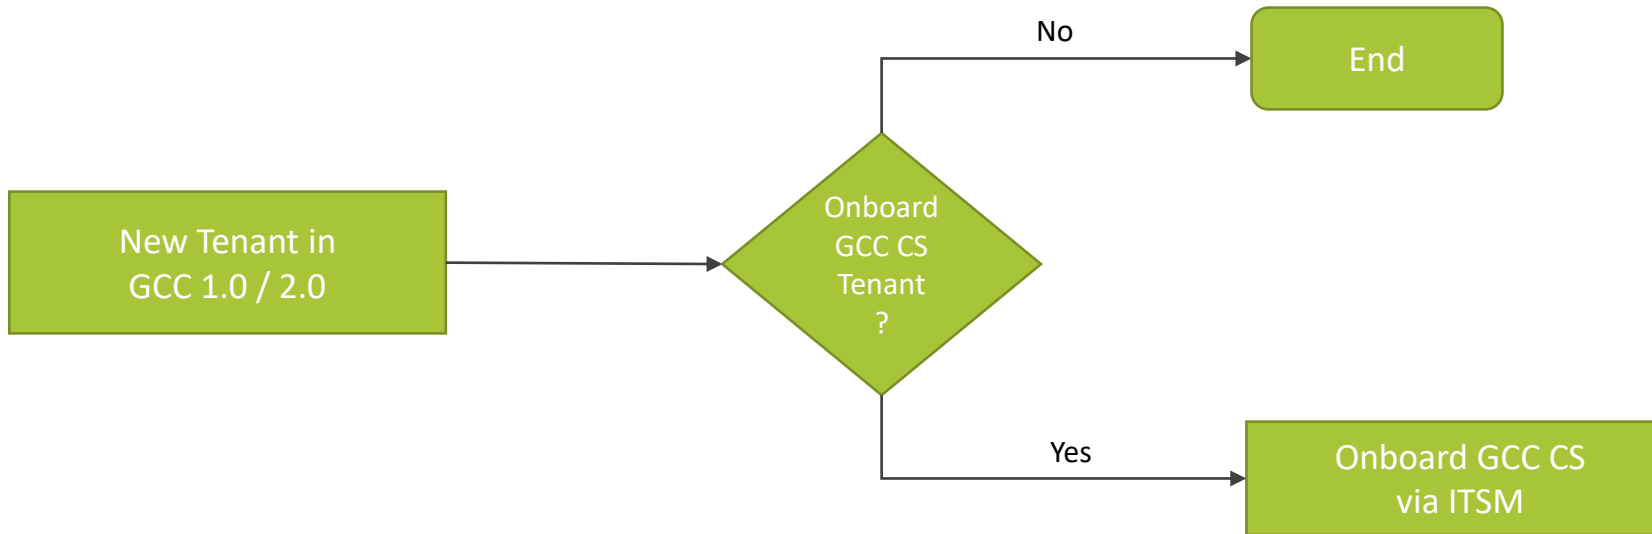 No
End
New Tenant in
GCC 1.0 / 2.0
Onboard
GCC CS
Tenant
?
Yes
Onboard GCC CS
via ITSM